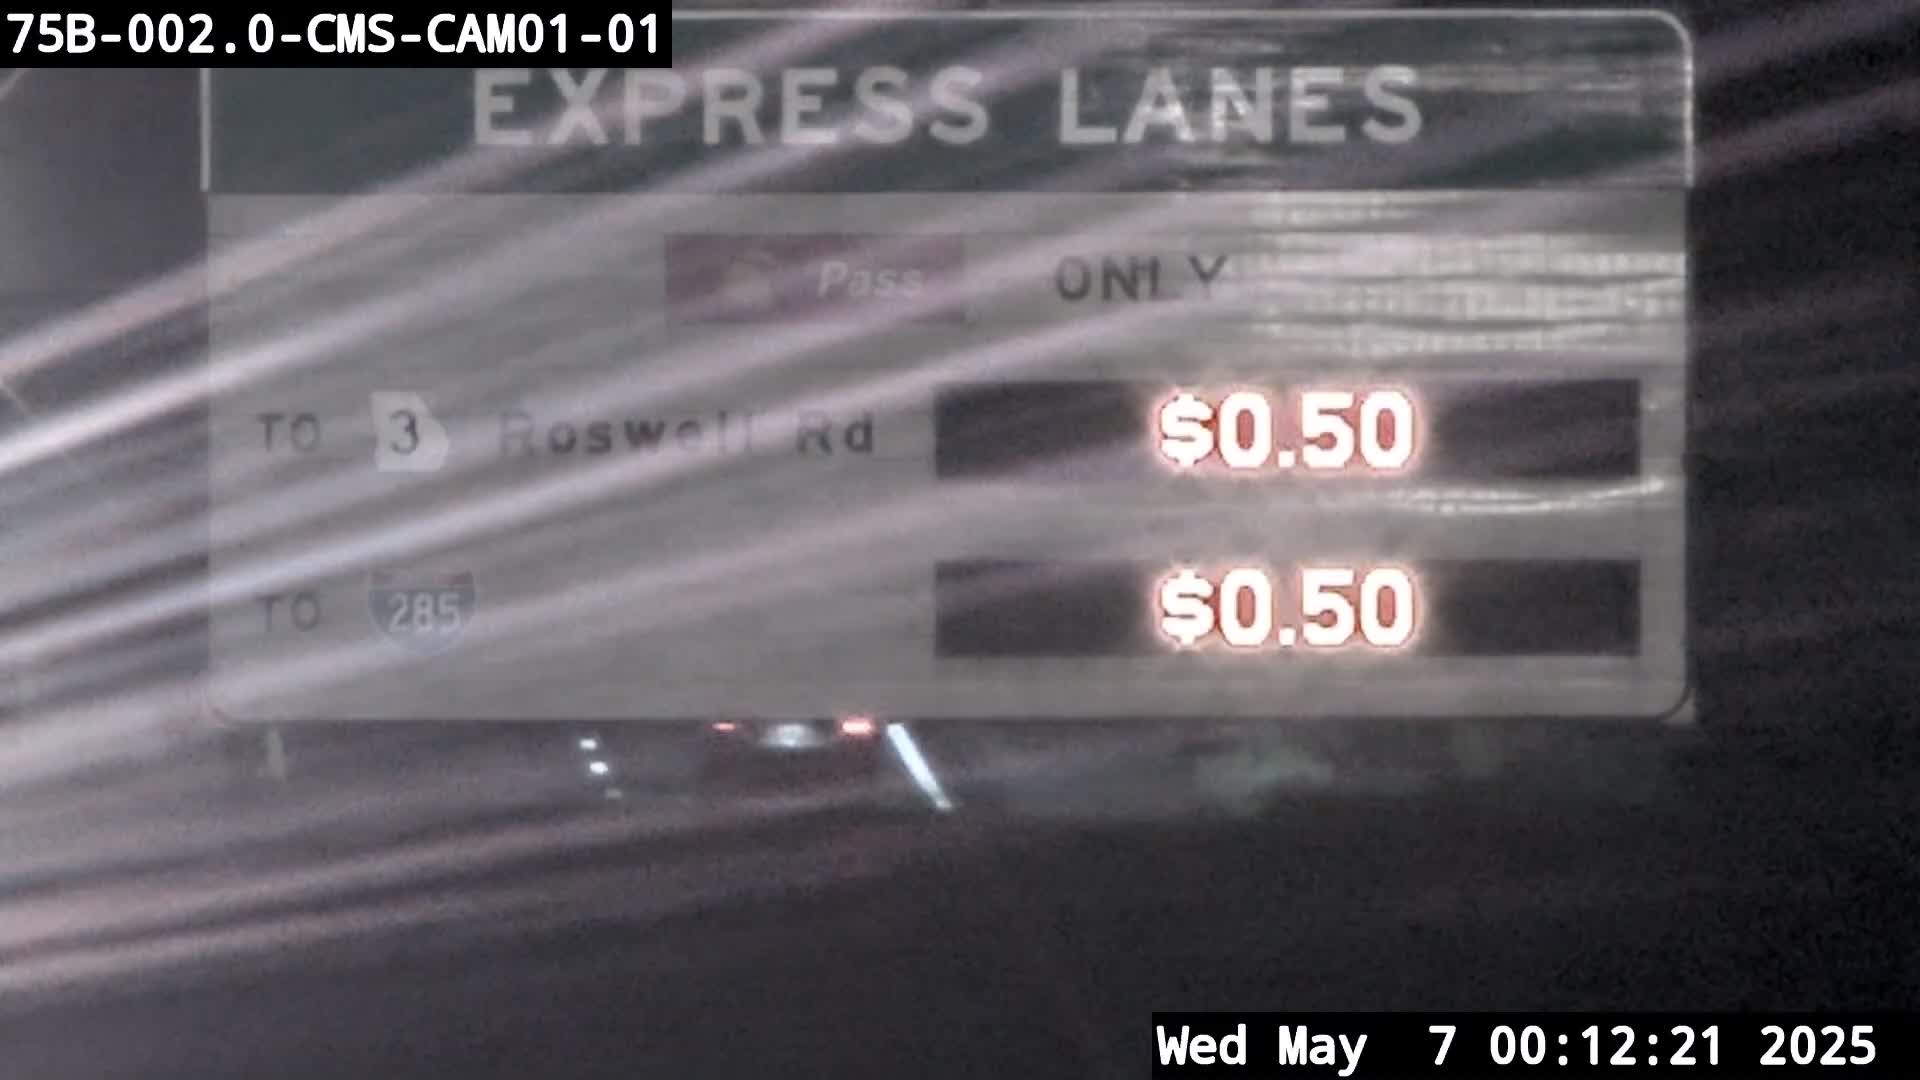 75B-002.0-CMS-CAM01-01
EXPRESS LANES
Pass ONLY
TO 3 Roswell Rd $0.50
TO 285 $0.50
Wed May 7 00:12:21 2025